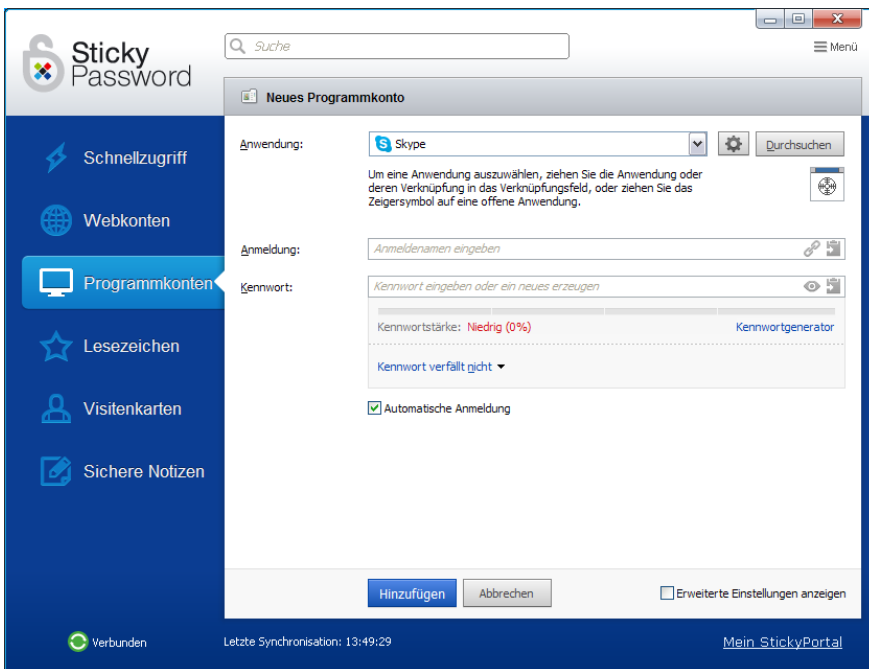 Sticky
Password
Suche
Menü
Neues Programmkonto
Schnellzugriff
Webkonten
Programmkonten
Lesezeichen
Visitenkarten
Sichere Notizen
Anwendung:
Skype
Durchsuchen
Um eine Anwendung auszuwählen, ziehen Sie die Anwendung oder
deren Verknüpfung in das Verknüpfungsfeld, oder ziehen Sie das
Zeigersymbol auf eine offene Anwendung.
Anmeldung:
Anmeldenamen eingeben
Kennwort:
Kennwort eingeben oder ein neues erzeugen
Kennwortstärke: Niedrig (0%)
Kennwortgenerator
Kennwort verfällt nicht
Automatische Anmeldung
Hinzufügen
Abbrechen
Erweiterte Einstellungen anzeigen
Verbunden
Letzte Synchronisation: 13:49:29
Mein StickyPortal